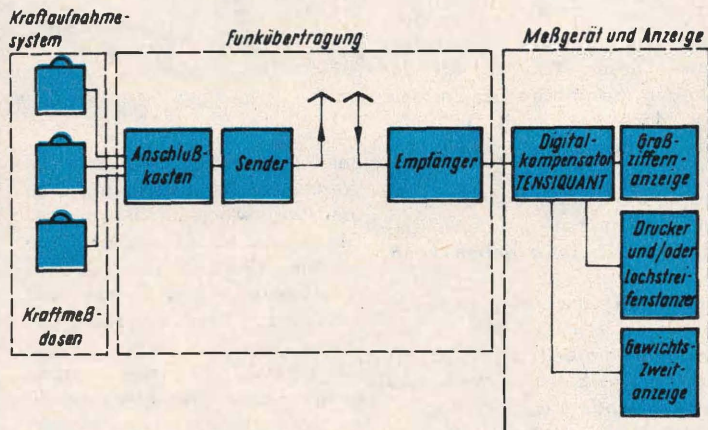 Kraftaufnahme-
system
Funkübertragung
Meßgerät und Anzeige
Anschluß-
kasten
Sender
Empfänger
Digital-
kompensator
TENSIQUANT
Groß-
ziffern-
anzeige
Drucker
und/oder
Lochstrei-
fenstanzer
Kraftmeß-
dosen
Gewichts-
Zweit-
anzeige